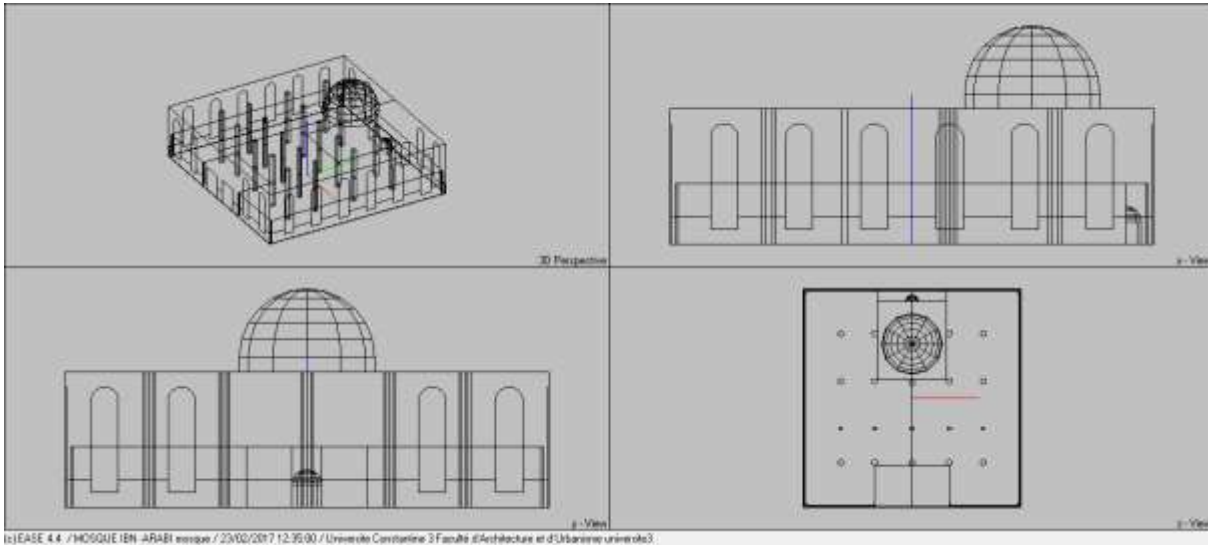 3D Perspective
x - View
y - View
z - View
(c) EASE 4.4 / MOSQUE IBN -ARABI mosque / 23/02/2017 12:35:00 / Universite Constantine 3 Faculté d'Architecture et d'Urbanisme universite3